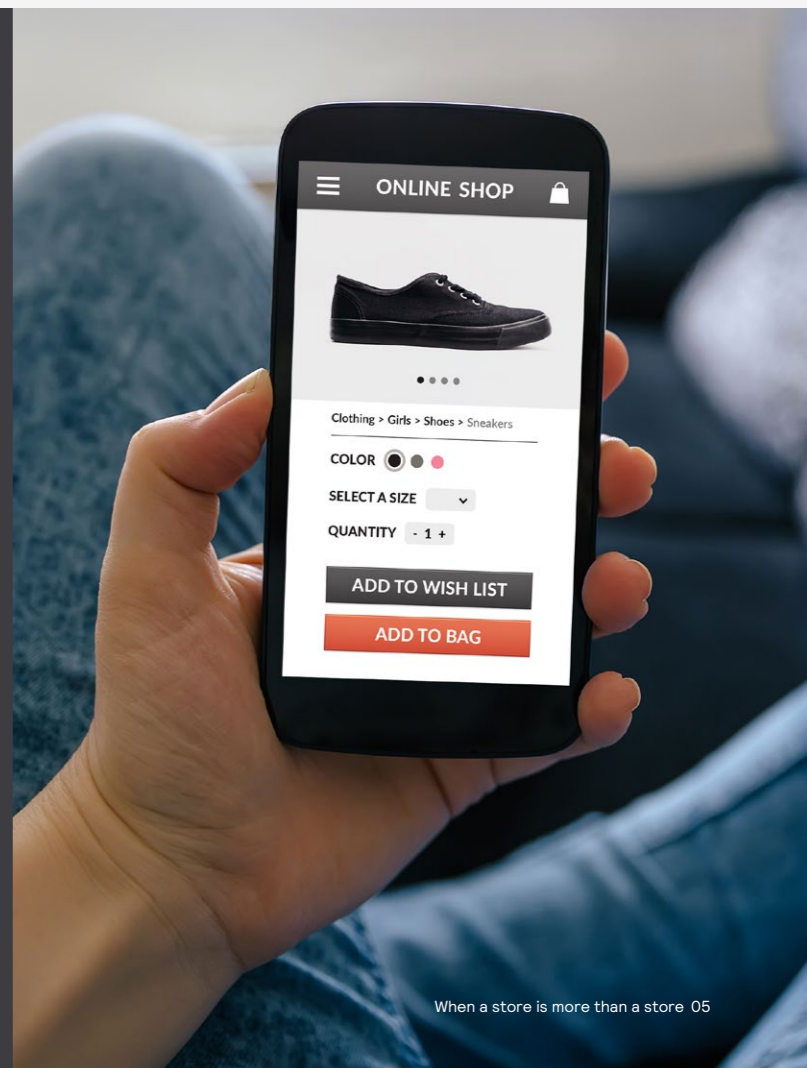 ONLINE SHOP
Clothing > Girls > Shoes > Sneakers
COLOR
SELECT A SIZE
QUANTITY - 1 +
ADD TO WISH LIST
ADD TO BAG
When a store is more than a store 05